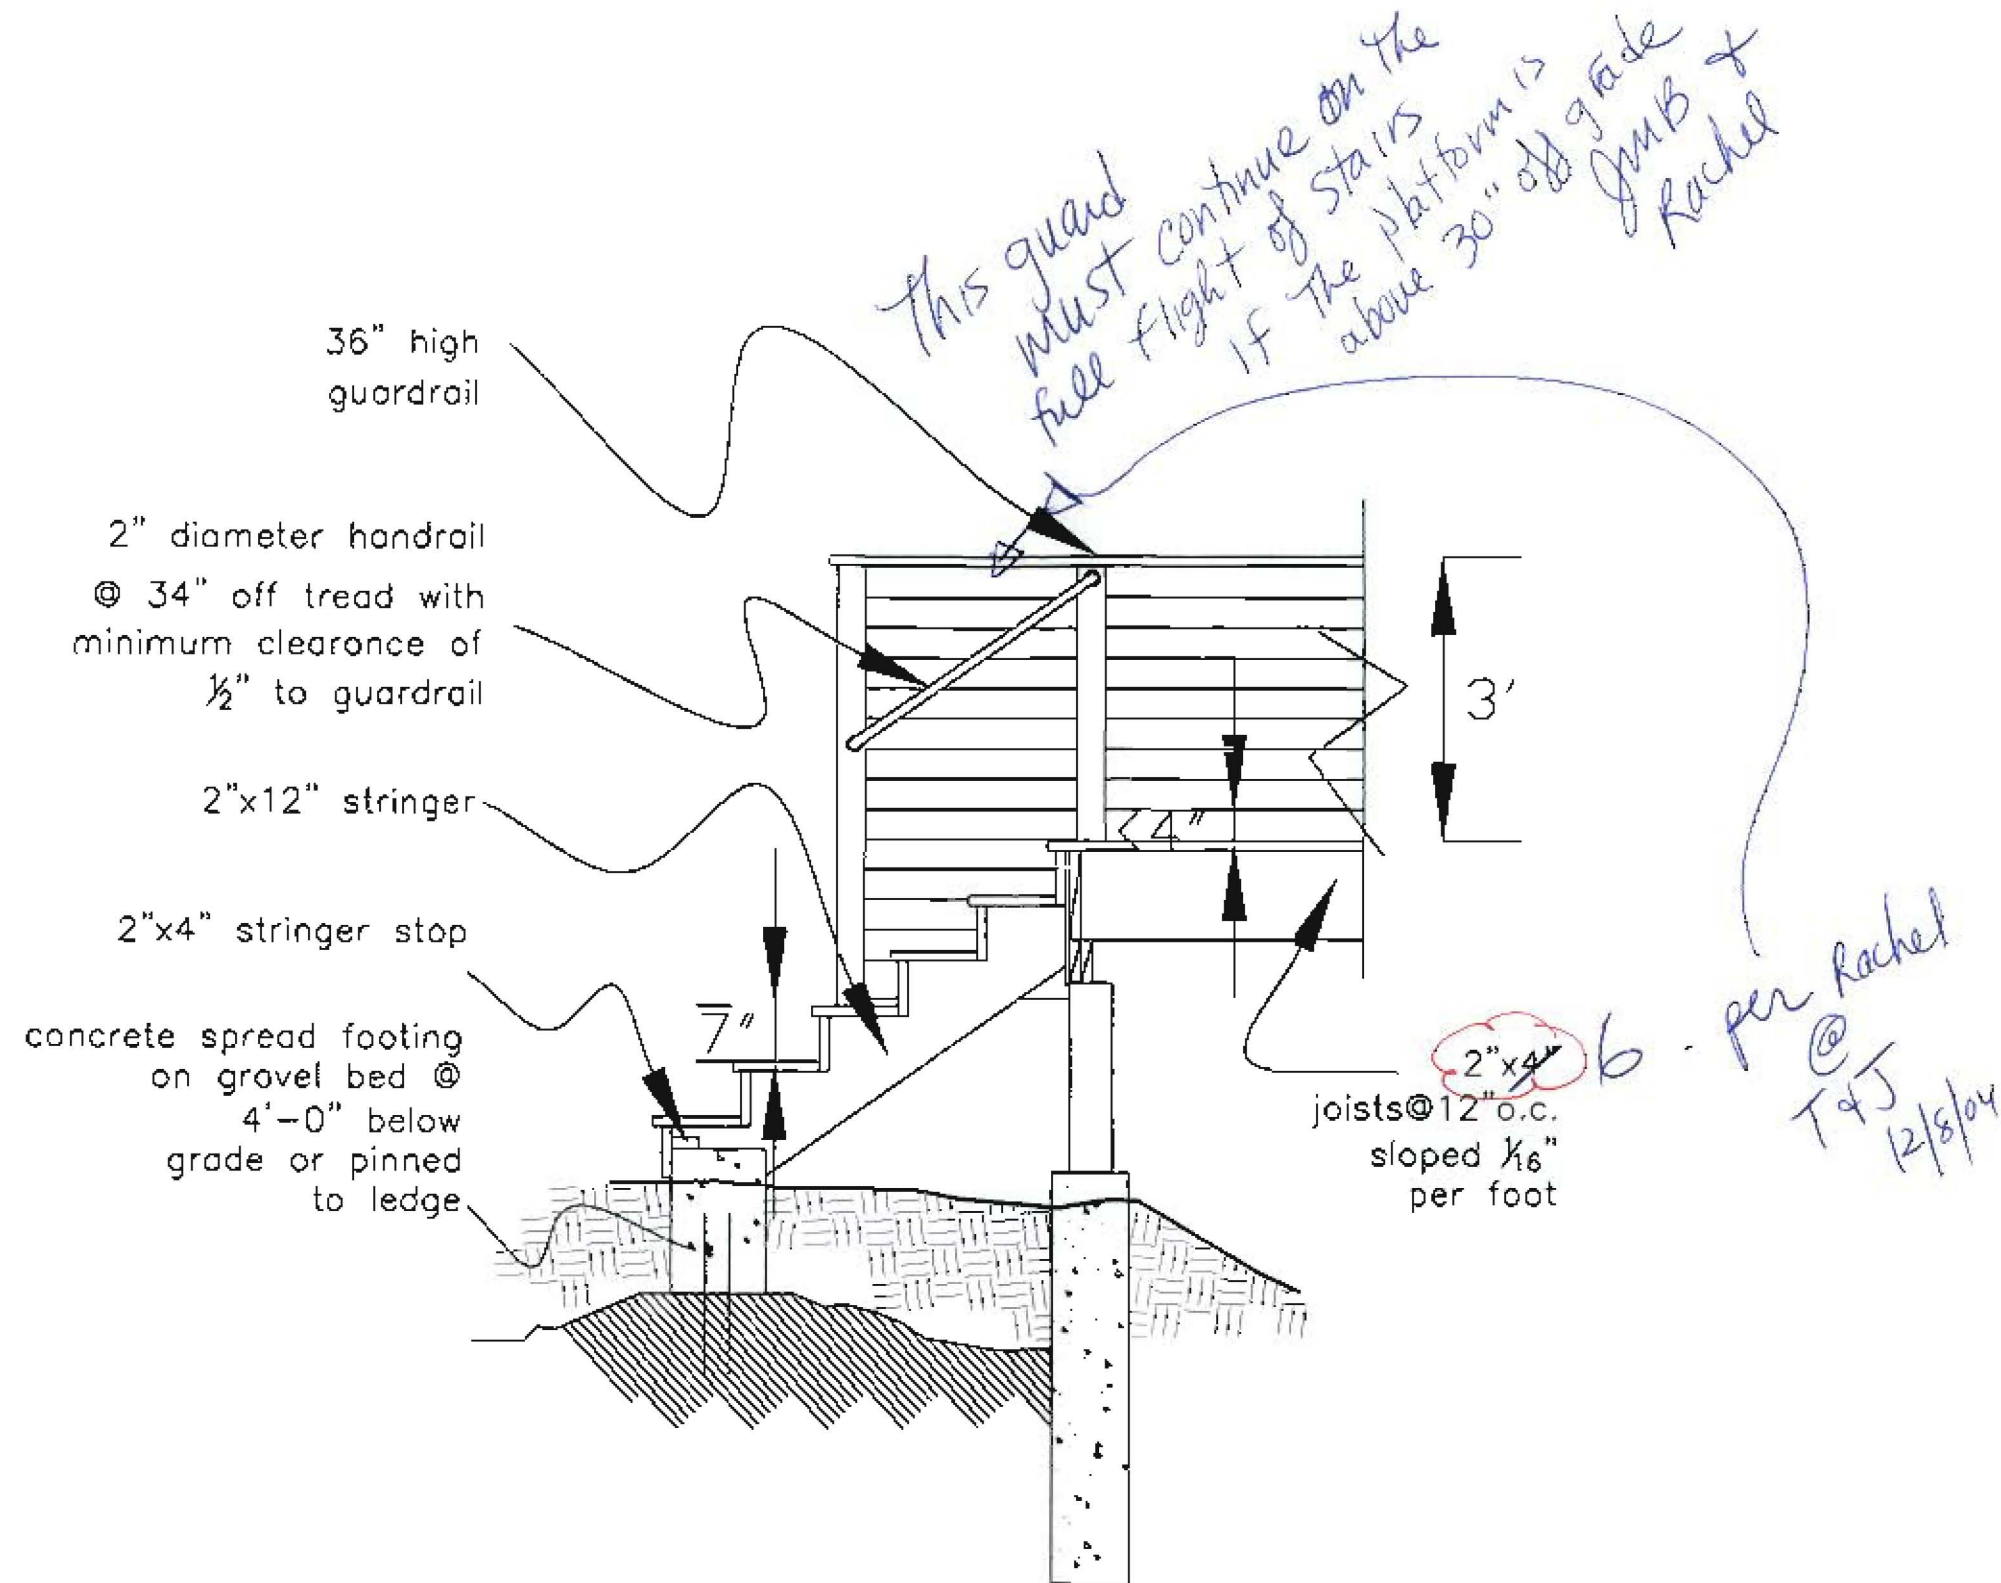 This guard
must continue on the
full flight of stairs
if the platform is
above 30" off grade
JMB &
Rachel
36" high
guardrail
2" diameter handrail
@ 34" off tread with
minimum clearance of
½" to guardrail
2"x12" stringer
2"x4" stringer stop
concrete spread footing
on gravel bed @
4'-0" below
grade or pinned
to ledge
7"
4"
3'
2"x4" 6 - per Rachel
@
T & J
12/8/04
joists@12"o.c.
sloped 1/16"
per foot